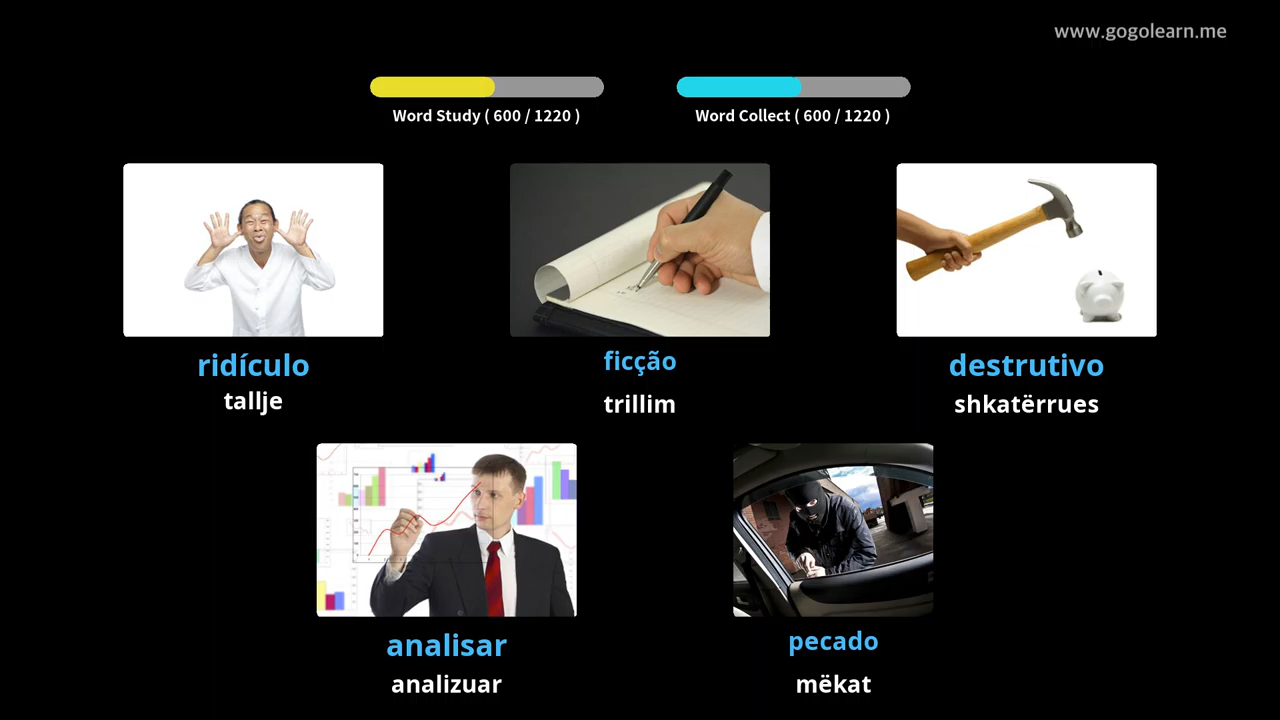 www.gogolearn.me
Word Study ( 600 / 1220 )
Word Collect ( 600 / 1220 )
ridículo
tallje
ficção
trillim
destrutivo
shkatërrues
analisar
analizuar
pecado
mëkat